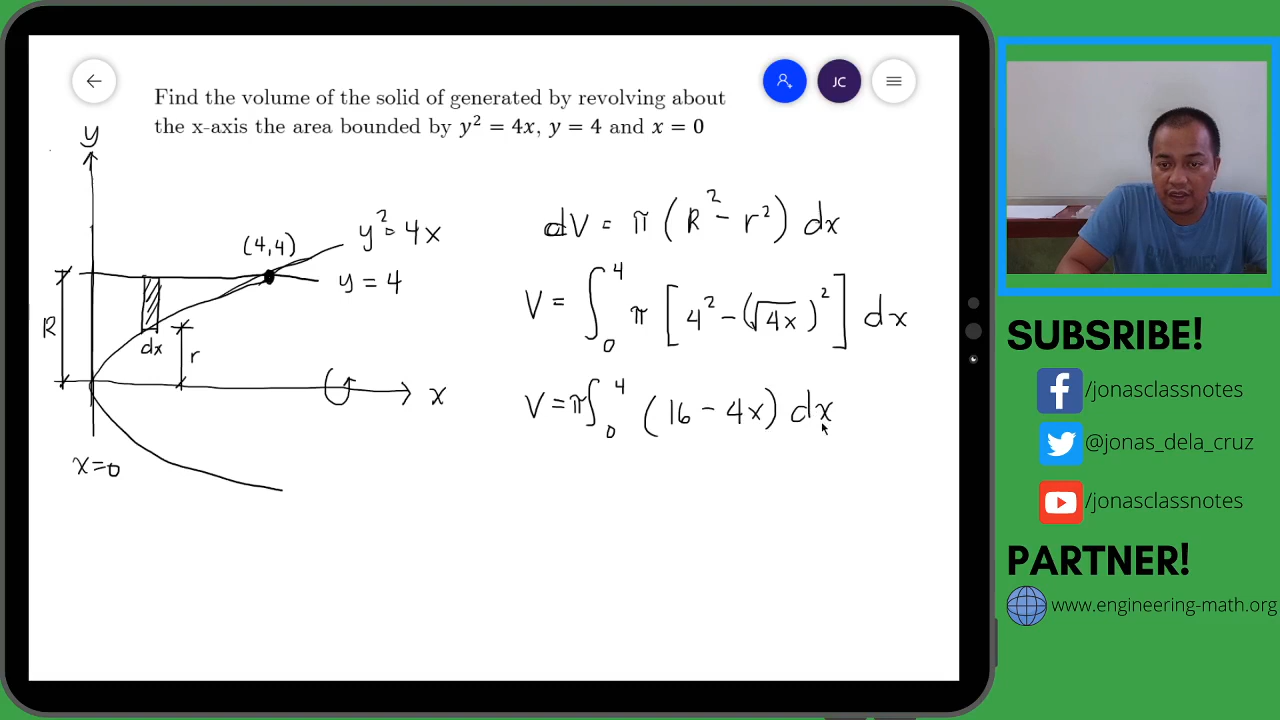 Find the volume of the solid of generated by revolving about
the x-axis the area bounded by y² = 4x, y = 4 and x = 0
JC
y
(4,4)
y² = 4x
y = 4
R
dx
r
x
x=0
dV = π (R² - r²) dx
V = ∫₀⁴ π [4² - (√4x)²] dx
V = π∫₀⁴ (16 - 4x) dx
SUBSRIBE!
/jonasclassnotes
@jonas_dela_cruz
/jonasclassnotes
PARTNER!
www.engineering-math.org